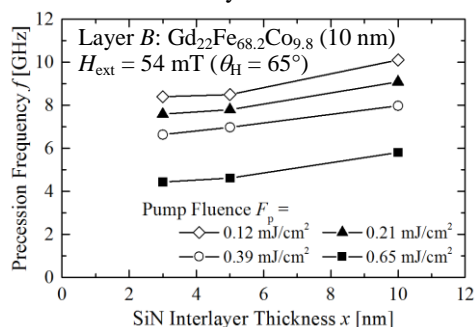 Layer B: Gd22Fe68.2Co9.8 (10 nm)
Hext = 54 mT (θH = 65°)
Precession Frequency f [GHz]
12
10
8
6
4
2
0
Pump Fluence Fp =
0.12 mJ/cm² 0.21 mJ/cm²
0.39 mJ/cm² 0.65 mJ/cm²
0 2 4 6 8 10 12
SiN Interlayer Thickness x [nm]